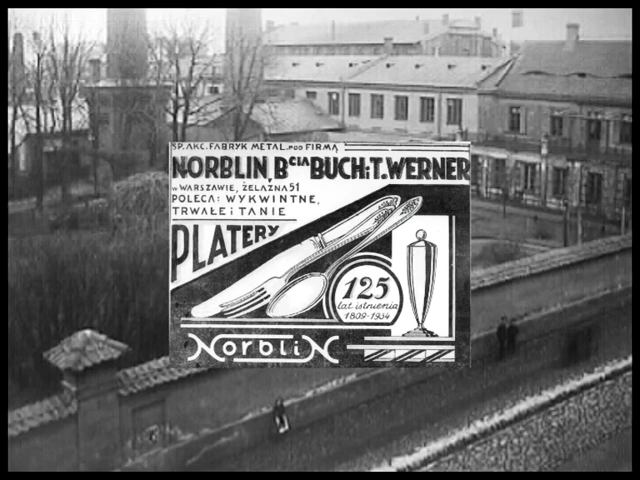 SP. AKC. FABRYK METAL. POD FIRMĄ
NORBLIN, BCIA BUCH i T. WERNER
W WARSZAWIE, ŻELAZNA 51
POLECA: WYKWINTNE,
TRWAŁE i TANIE
PLATERY
125
lat istnienia
1809-1934
NorbliN